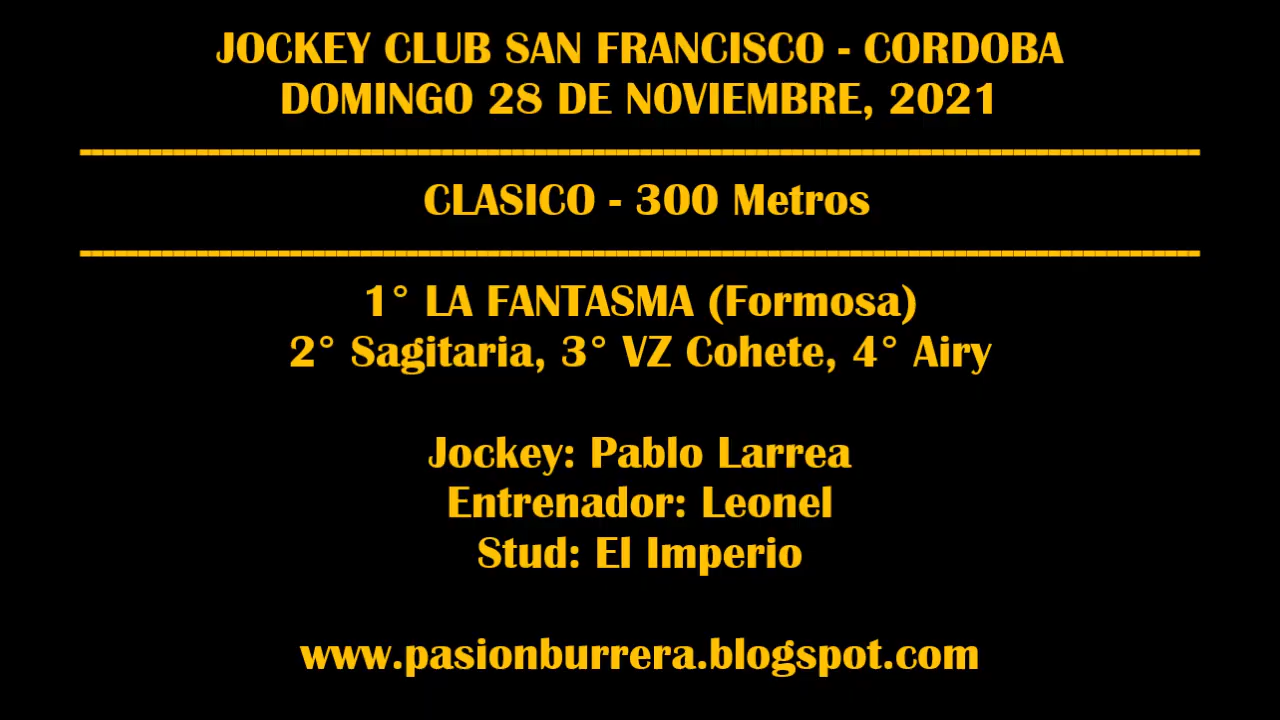 JOCKEY CLUB SAN FRANCISCO - CORDOBA
DOMINGO 28 DE NOVIEMBRE, 2021
CLASICO - 300 Metros
1° LA FANTASMA (Formosa)
2° Sagitaria, 3° VZ Cohete, 4° Airy
Jockey: Pablo Larrea
Entrenador: Leonel
Stud: El Imperio
www.pasionburrera.blogspot.com